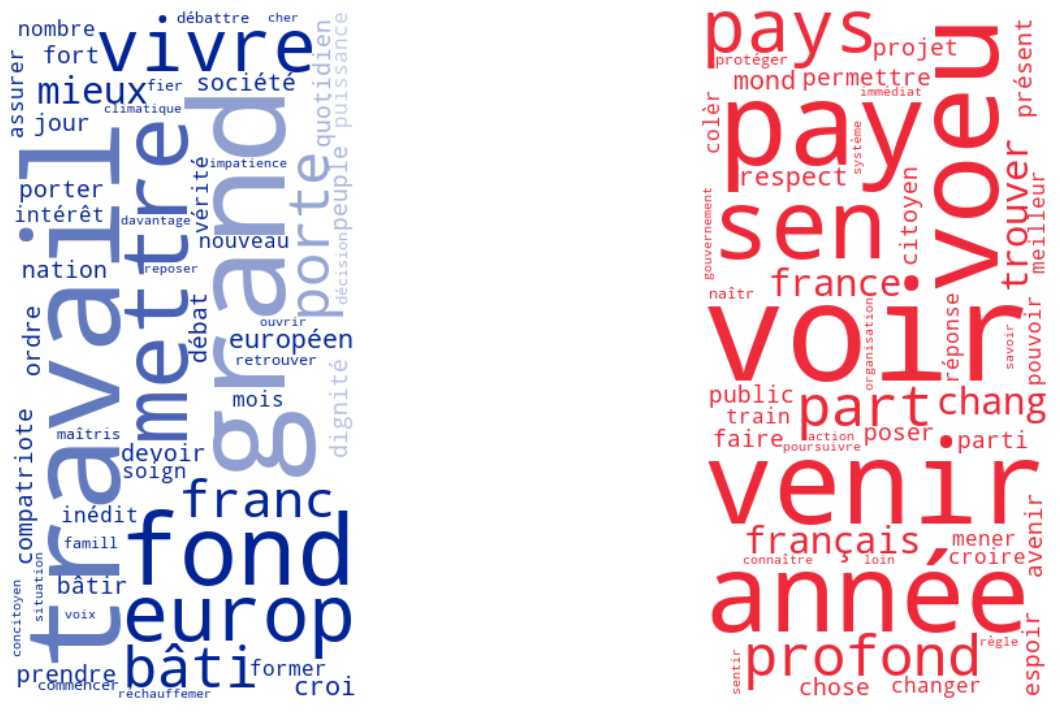 débattre
cher
nombre
vivre
fort
assurer
mieux
fier
société
quotidien
puissance
climatique
jour
travail
mettre
grand
impatience
vérité
porte
peuple
porter
intérêt
davantage
nouveau
nation
reposer
décision
ordre
débat
ouvrir
européen
retrouver
mois
dignité
compatriote
maîtris
devoir
soign
franc
inédit
fond
famill
situation
bâtir
concitoyen
voix
europ
prendre
commencer
bâti
former
réchauffemer
croi
pays
projet
voeu
présent
protéger
mond
permettre
immédiat
colèr
pay
système
respect
citoyen
trouver
meilleur
gouvernement
sen
france
naîtr
voir
organisation
réponse
savoir
pouvoir
public
train
part
chang
faire
action
poursuivre
poser
parti
venir
français
mener
croire
avenir
connaître
loin
année
espoir
règle
profond
sentir
chose
changer